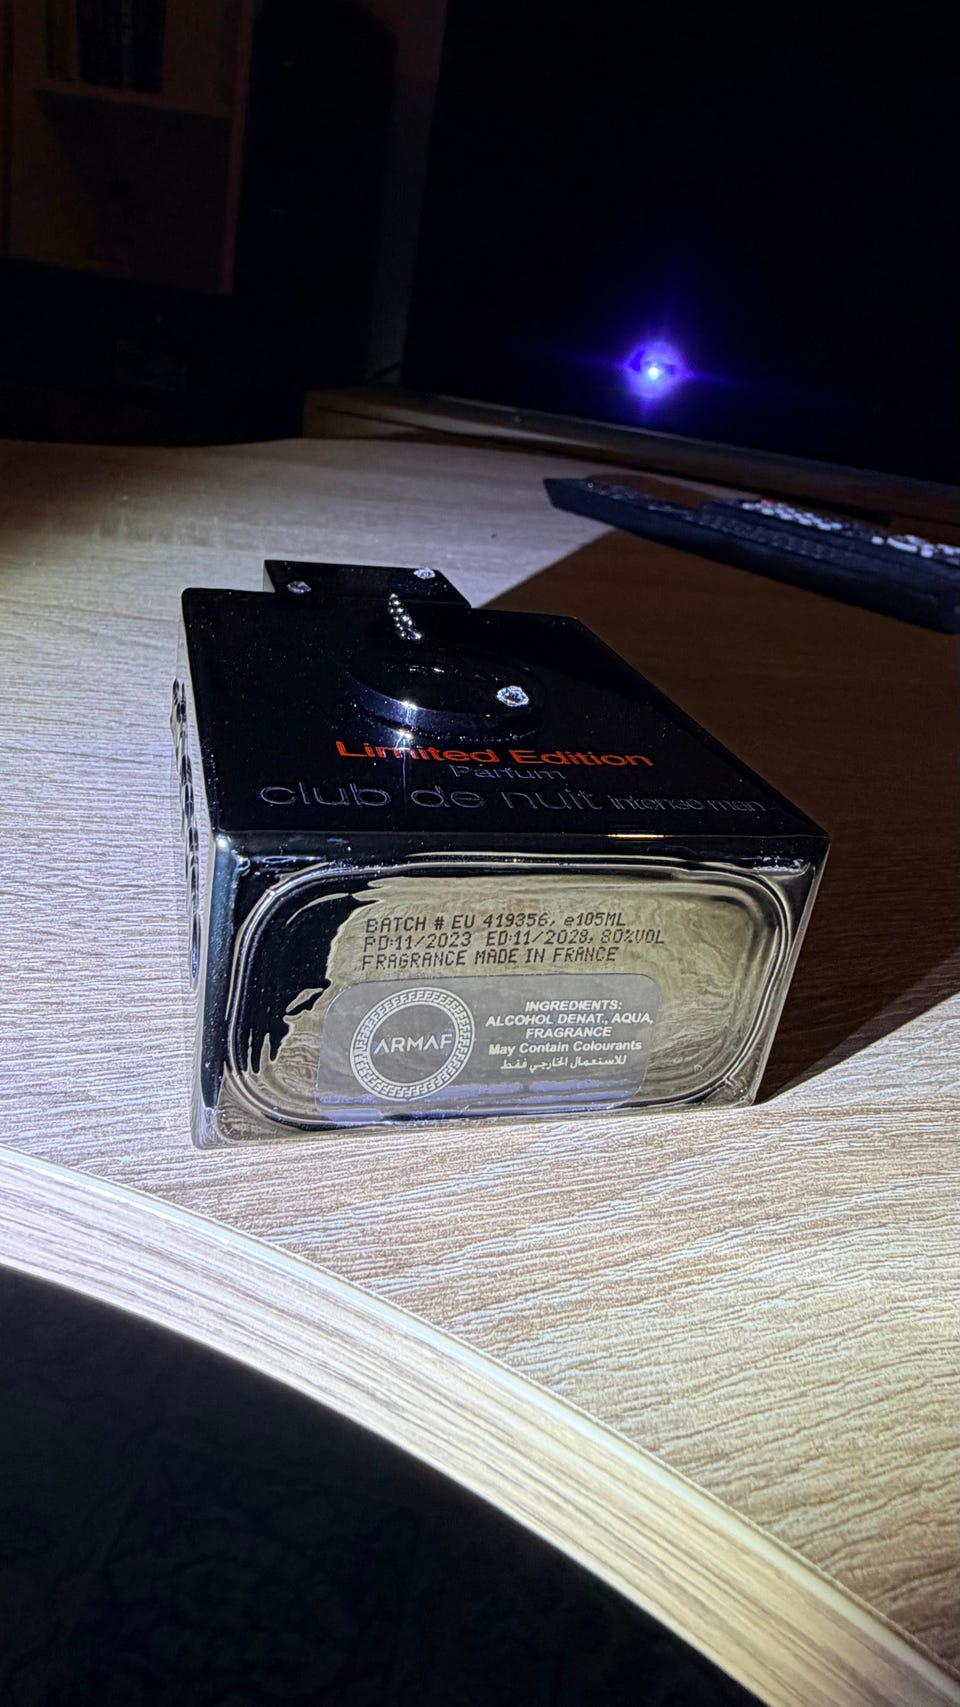 Limited Edition
Parfum
club de nuit intense man
BATCH # EU 419356, e105ML
PD:11/2023 ED:11/2028, 80%VOL
FRAGRANCE MADE IN FRANCE
ARMAF
INGREDIENTS:
ALCOHOL DENAT., AQUA,
FRAGRANCE
May Contain Colourants
للاستعمال الخارجي فقط